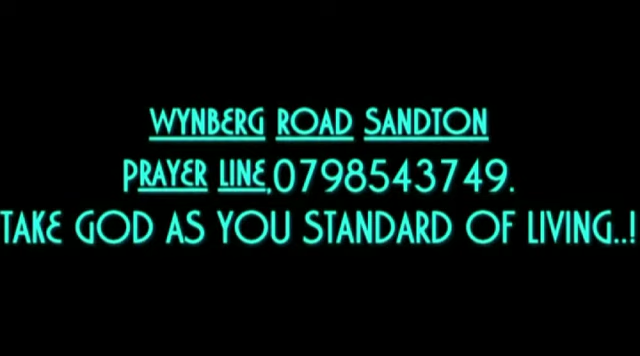 WYNBERG ROAD SANDTON
PRAYER LINE,0798543749.
TAKE GOD AS YOU STANDARD OF LIVING..!